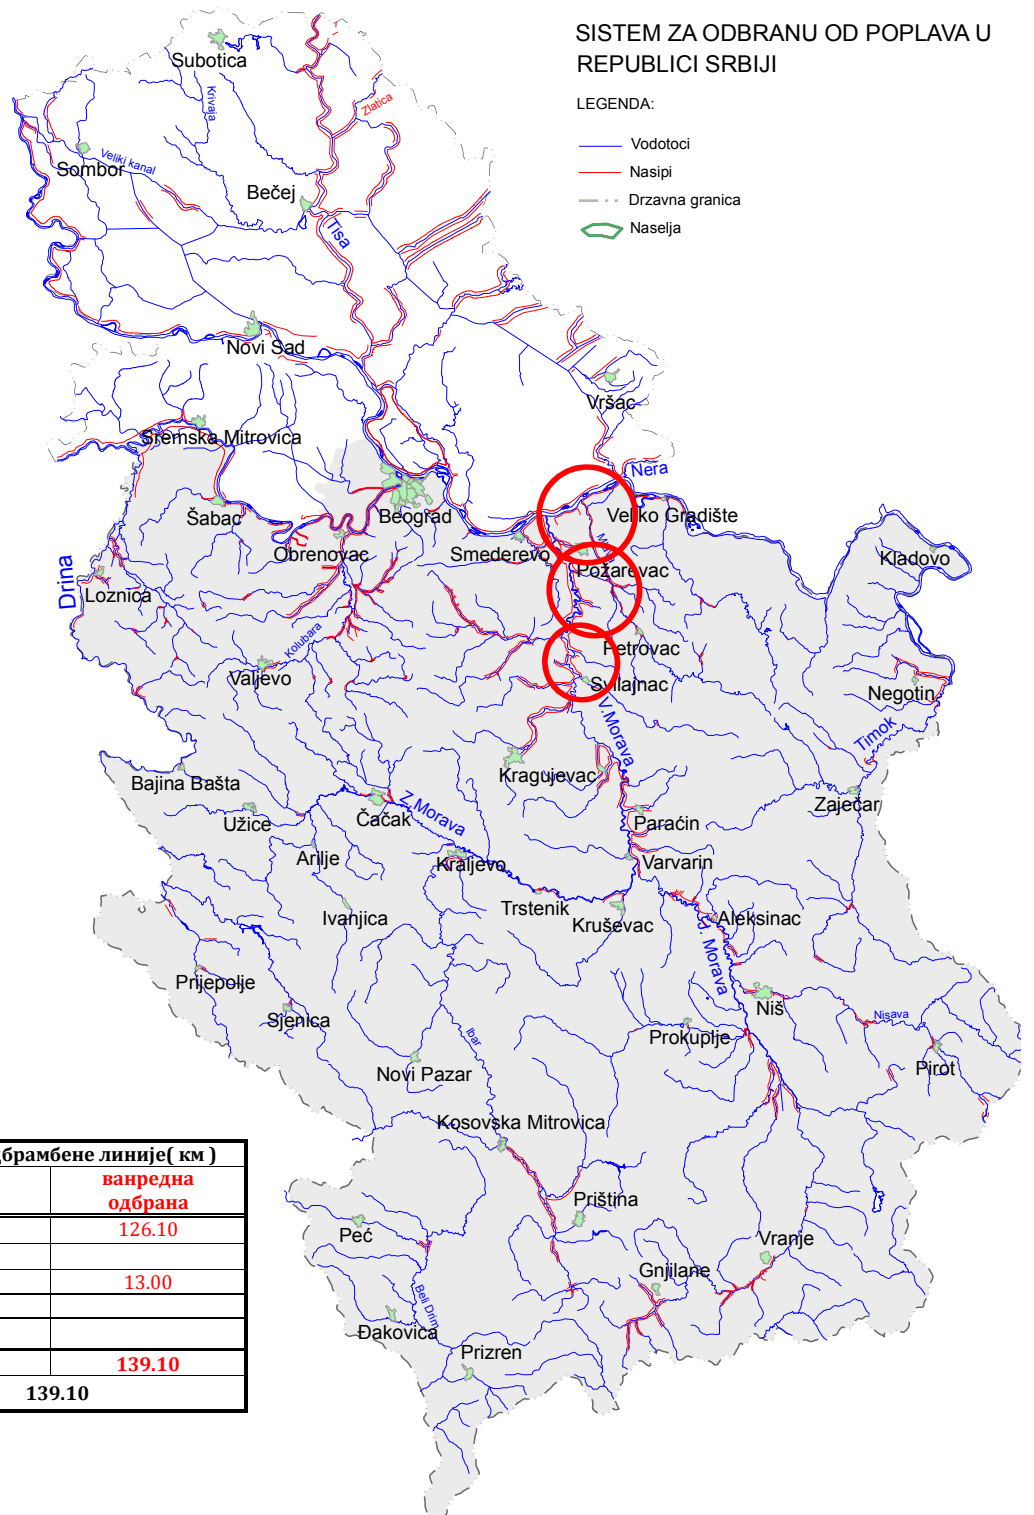 SISTEM ZA ODBRANU OD POPLAVA U
REPUBLICI SRBIJI
LEGENDA:
Vodotoci
Nasipi
Drzavna granica
Naselja
Subotica
Krivaja
Zlatica
Sombor
Veliki kanal
Bečej
Tisa
Novi Sad
Vršac
Sremska Mitrovica
Nera
Šabac
Beograd
Veliko Gradište
Obrenovac
Smederevo
Kladovo
Drina
Požarevac
Loznica
Kolubara
Petrovac
Valjevo
Svilajnac
Negotin
V.Morava
Timok
Bajina Bašta
Kragujevac
Zaječar
Užice
Čačak
Z.Morava
Paraćin
Arilje
Kraljevo
Varvarin
Ivanjica
Trstenik
Kruševac
Aleksinac
J. Morava
Prijepolje
Sjenica
Niš
Nisava
Ibar
Prokuplje
Pirot
Novi Pazar
Kosovska Mitrovica
Priština
Peć
Vranje
Gnjilane
Beli Drim
Đakovica
Prizren
дбрамбене линије( км )
ванредна
одбрана
126.10
13.00
139.10
139.10